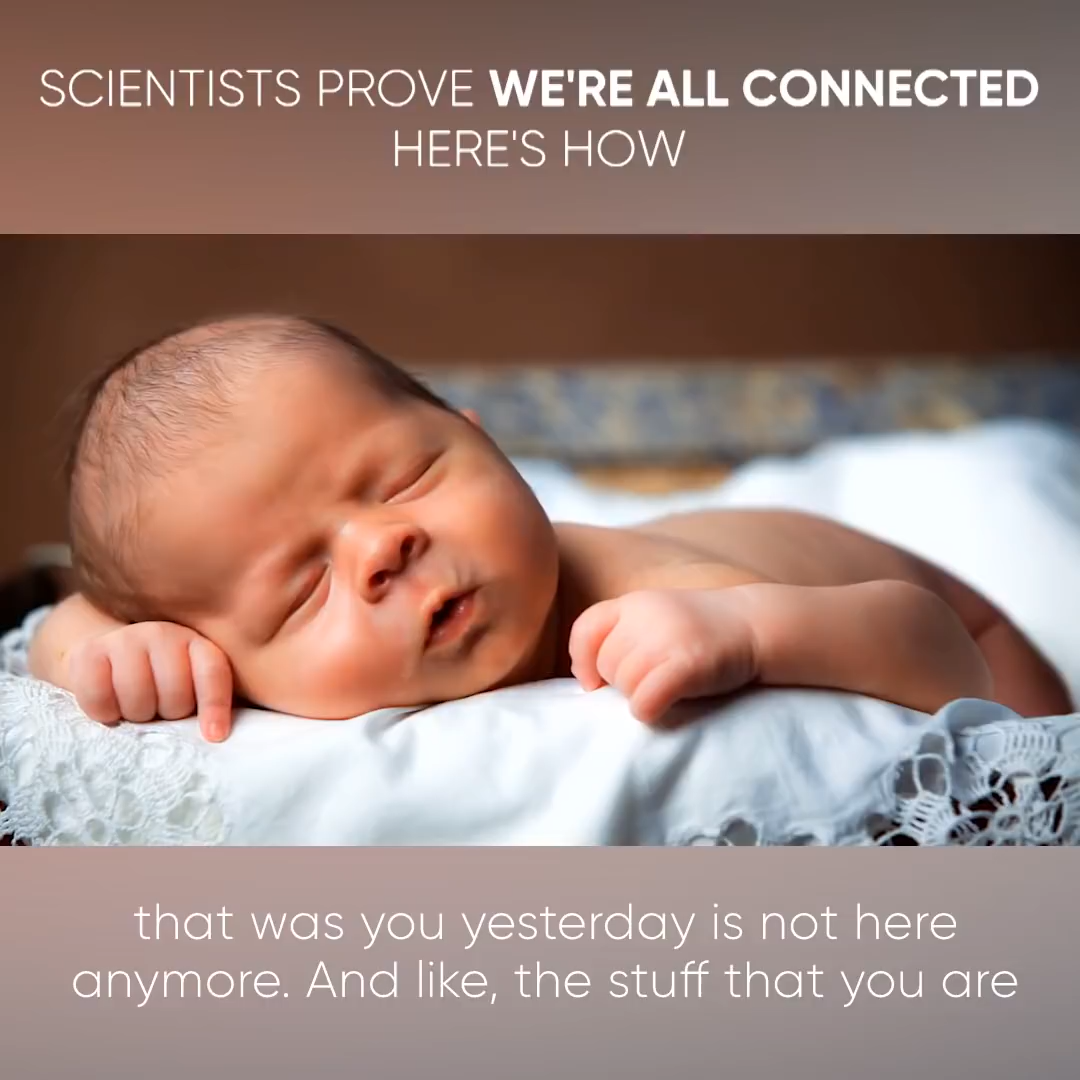 SCIENTISTS PROVE WE'RE ALL CONNECTED
HERE'S HOW
that was you yesterday is not here
anymore. And like, the stuff that you are